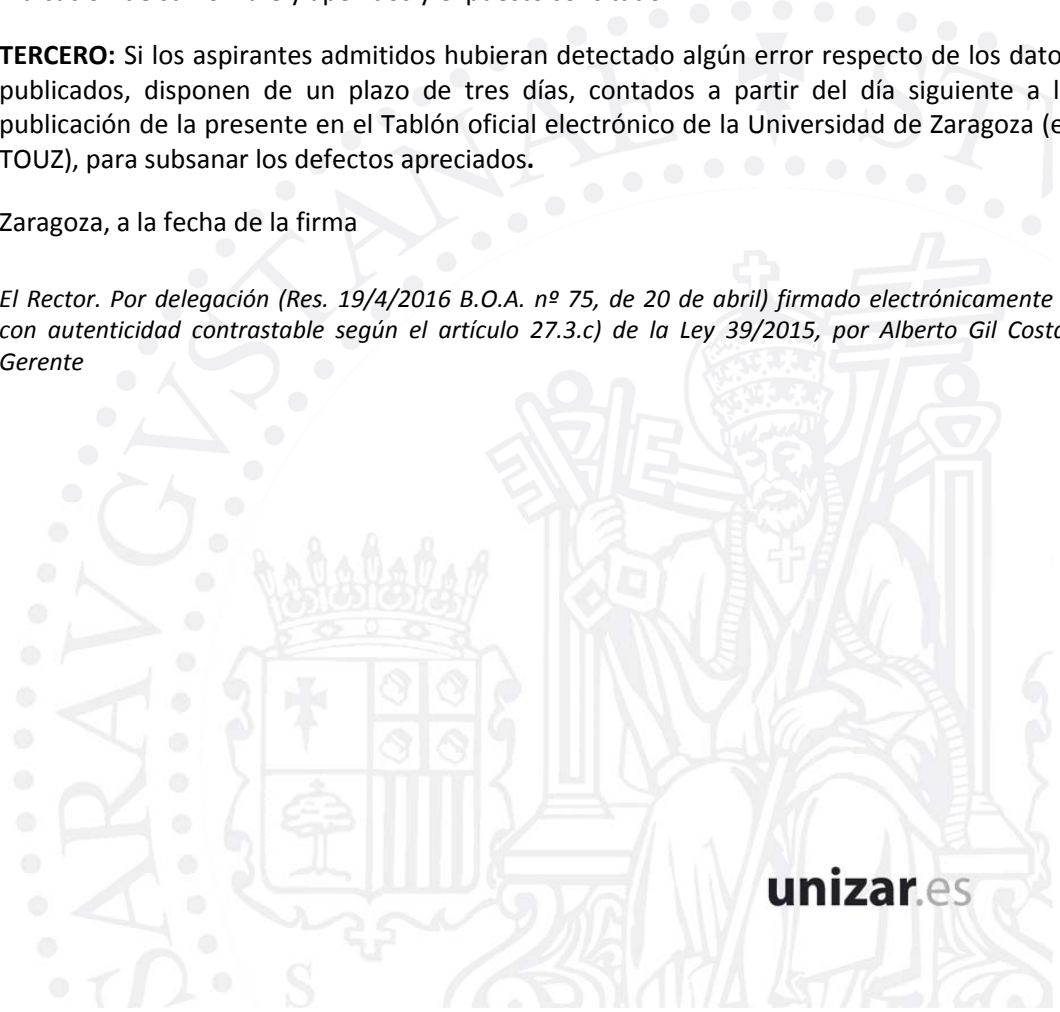 TERCERO: Si los aspirantes admitidos hubieran detectado algún error respecto de los dato
publicados, disponen de un plazo de tres días, contados a partir del día siguiente a l
publicación de la presente en el Tablón oficial electrónico de la Universidad de Zaragoza (e
TOUZ), para subsanar los defectos apreciados.
Zaragoza, a la fecha de la firma
El Rector. Por delegación (Res. 19/4/2016 B.O.A. nº 75, de 20 de abril) firmado electrónicamente
con autenticidad contrastable según el artículo 27.3.c) de la Ley 39/2015, por Alberto Gil Costa
Gerente
unizar.es
SARAVGVSTANAE
ST
S